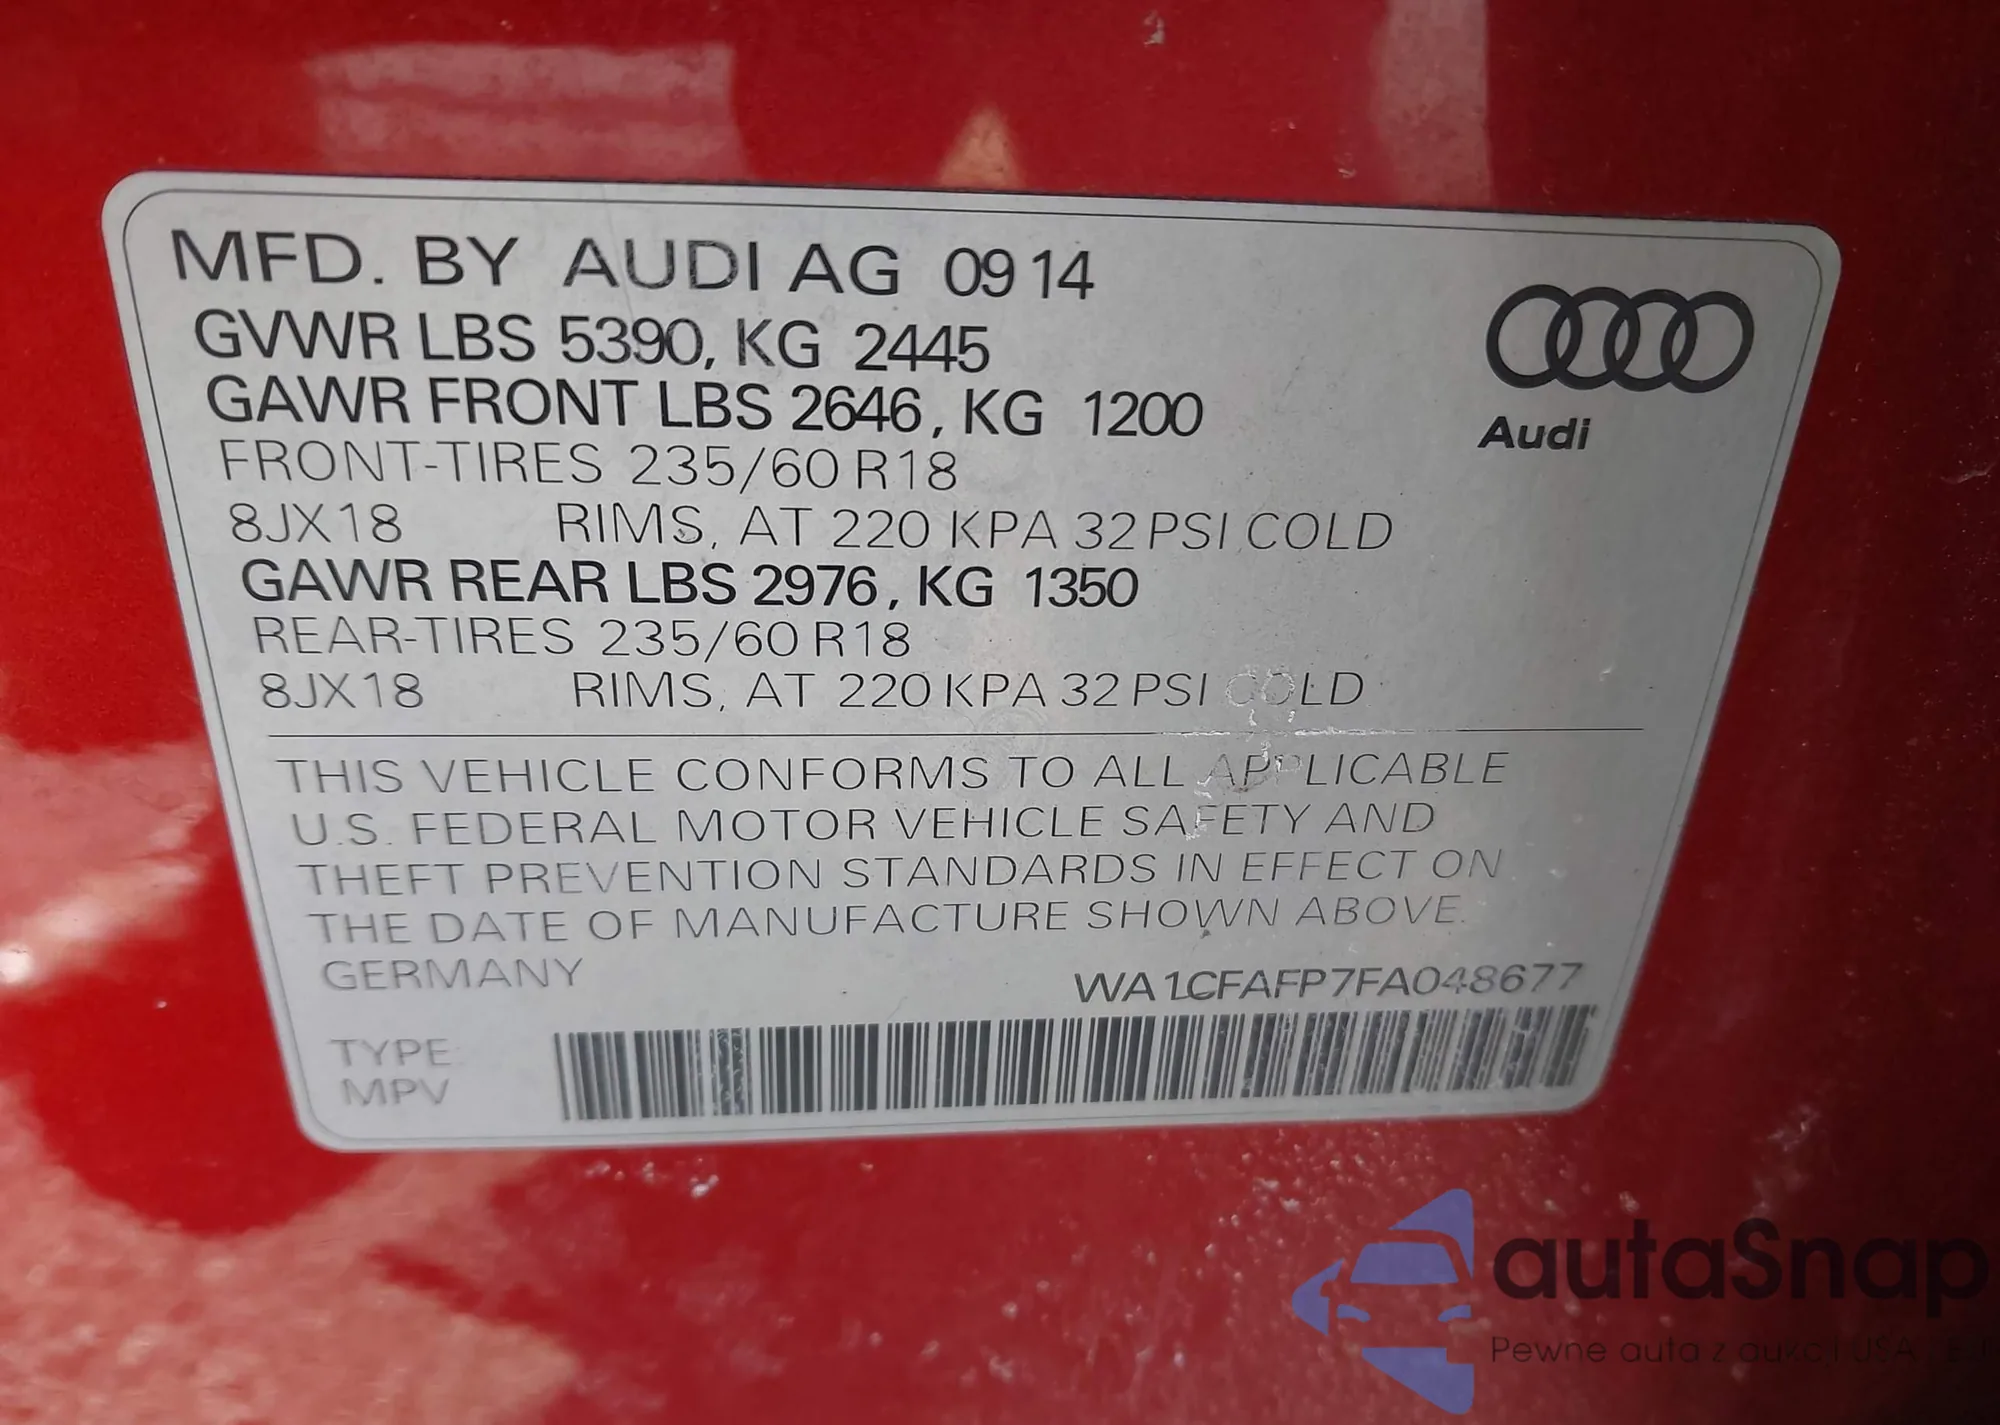 MFD. BY AUDI AG 09 14
GVWR LBS 5390, KG 2445
GAWR FRONT LBS 2646, KG 1200
FRONT-TIRES 235/60 R18
8JX18 RIMS, AT 220 KPA 32 PSI COLD
GAWR REAR LBS 2976, KG 1350
REAR-TIRES 235/60 R18
8JX18 RIMS, AT 220 KPA 32 PSI COLD
Audi
THIS VEHICLE CONFORMS TO ALL APPLICABLE
U.S. FEDERAL MOTOR VEHICLE SAFETY AND
THEFT PREVENTION STANDARDS IN EFFECT ON
THE DATE OF MANUFACTURE SHOWN ABOVE.
GERMANY WA1CFAFP7FA048677
TYPE:
MPV
autaSnap
Pewne auta z aukcji USA